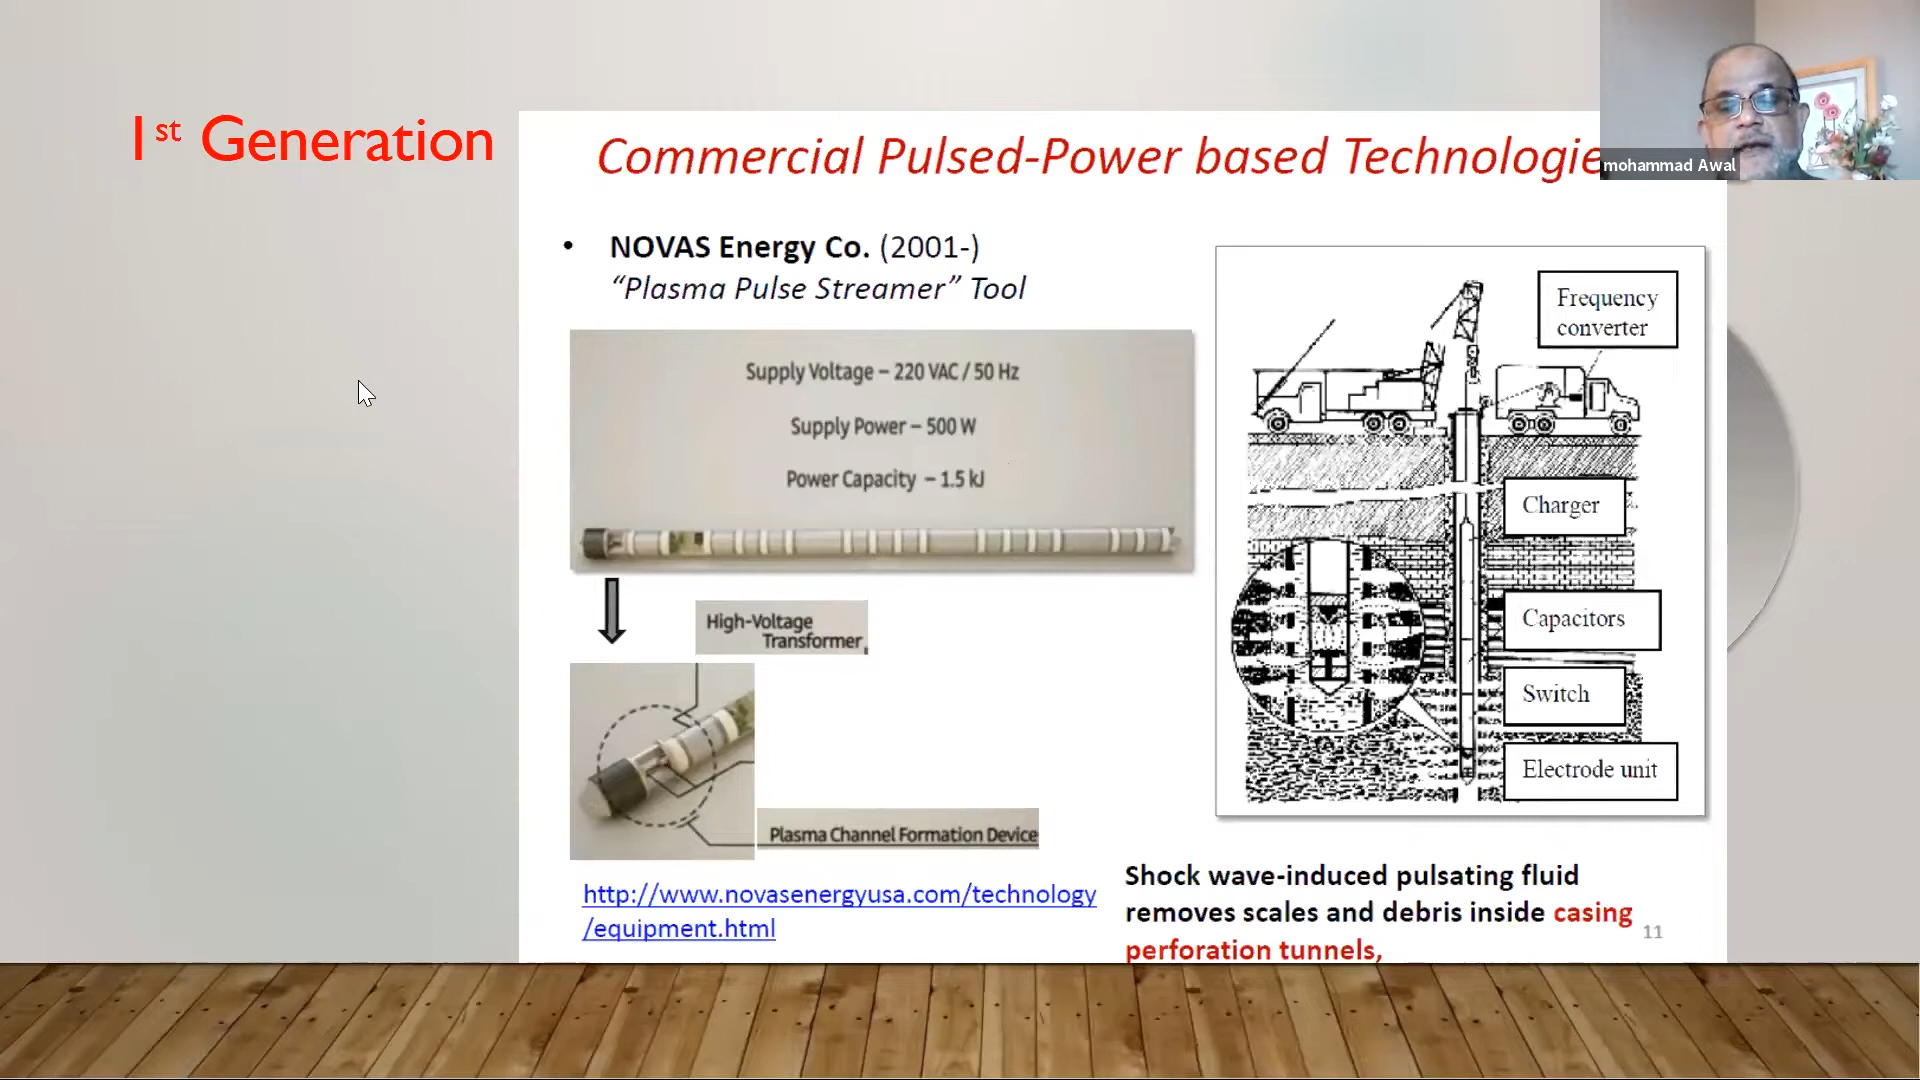 1st Generation
Commercial Pulsed-Power based Technologie
mohammad Awal
• NOVAS Energy Co. (2001-)
“Plasma Pulse Streamer” Tool
Supply Voltage – 220 VAC / 50 Hz
Supply Power – 500 W
Power Capacity – 1.5 kJ
High-Voltage
Transformer
Plasma Channel Formation Device
http://www.novasenergyusa.com/technology
/equipment.html
Frequency
converter
Charger
Capacitors
Switch
Electrode unit
Shock wave-induced pulsating fluid
removes scales and debris inside casing
perforation tunnels,
11